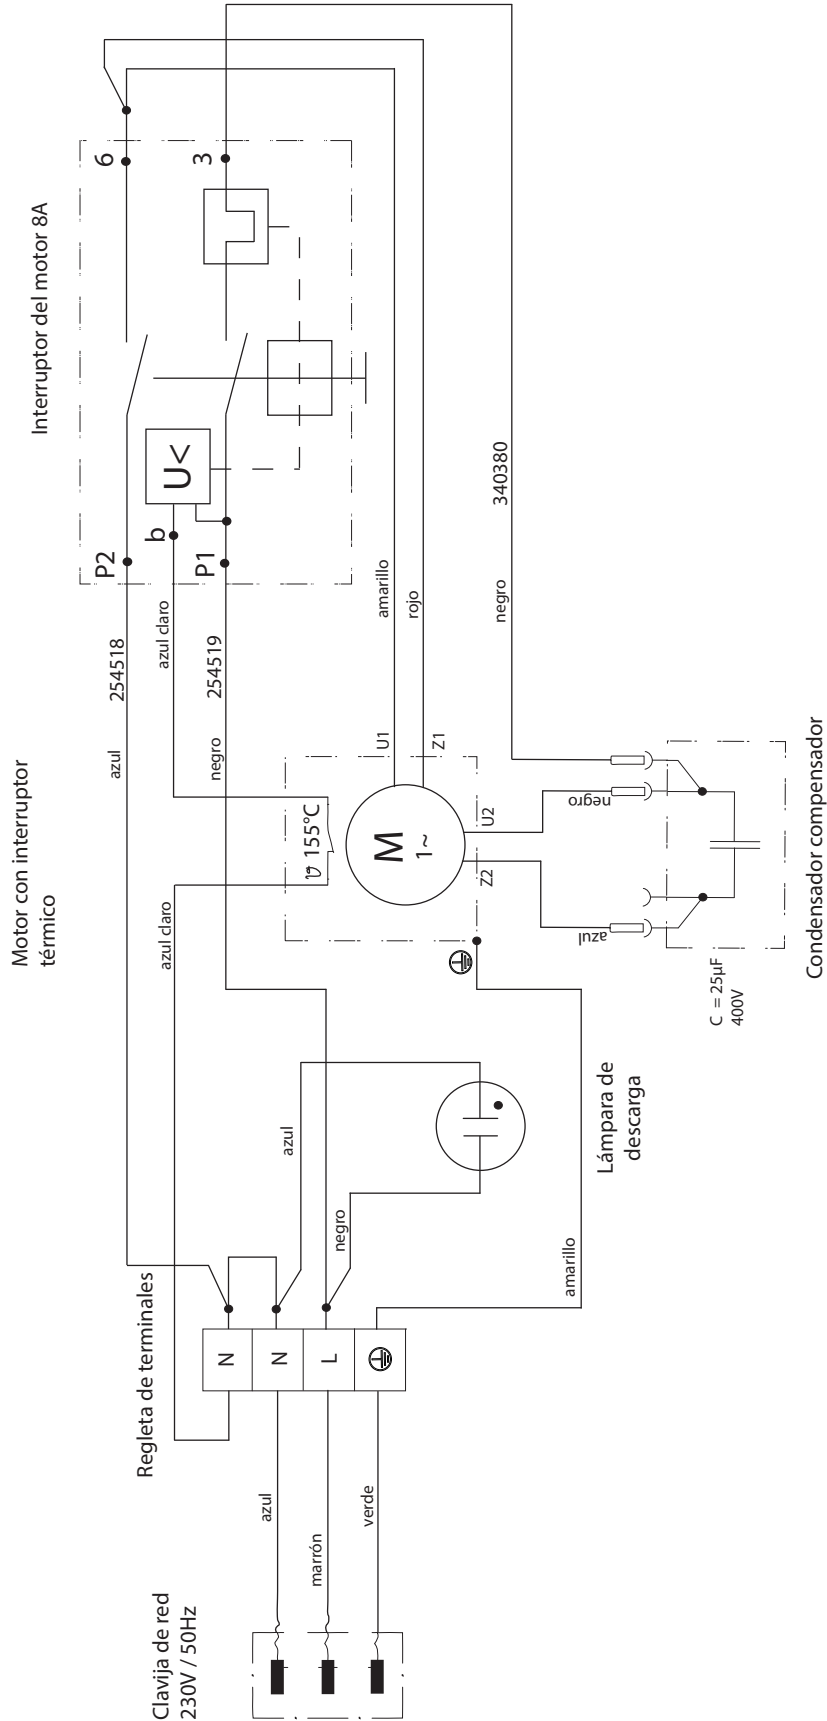 Clavija de red
230V / 50Hz
azul
marrón
verde
Regleta de terminales
N
N
L
azul claro
azul
negro
amarillo
Lámpara de
descarga
Motor con interruptor
térmico
azul
254518
azul claro
negro
254519
ϑ 155°C
M
1~
U1
Z1
U2
Z2
amarillo
rojo
negro
340380
negro
azul
C = 25µF
400V
Condensador compensador
Interruptor del motor 8A
P2
b
P1
U<
6
3